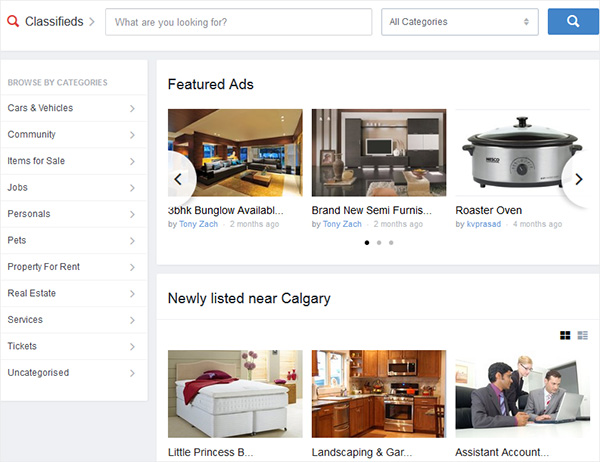 Classifieds
What are you looking for?
All Categories
BROWSE BY CATEGORIES
Cars & Vehicles
Community
Items for Sale
Jobs
Personals
Pets
Property For Rent
Real Estate
Services
Tickets
Uncategorised
Featured Ads
3bhk Bunglow Availabl...
by Tony Zach - 2 months ago
Brand New Semi Furnis...
by Tony Zach - 2 months ago
NESCO
Roaster Oven
by kvprasad - 4 months ago
Newly listed near Calgary
Little Princess B...
Landscaping & Gar...
Assistant Account...